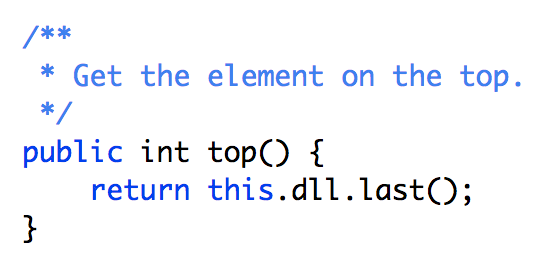 /**
 * Get the element on the top.
 */
public int top() {
    return this.dll.last();
}